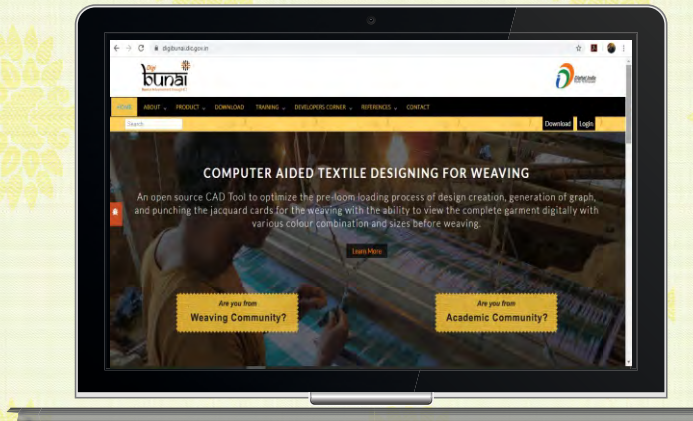 digibunai.dic.gov.in
Digi
bunai
Digital India
HOME ABOUT PRODUCT DOWNLOAD TRAINING DEVELOPERS CORNER REFERENCES CONTACT
Search
Download Login
COMPUTER AIDED TEXTILE DESIGNING FOR WEAVING
An open source CAD Tool to optimize the pre-loom loading process of design creation, generation of graph,
and punching the jacquard cards for the weaving with the ability to view the complete garment digitally with
various colour combination and sizes before weaving.
Learn More
Are you from
Weaving Community?
Are you from
Academic Community?